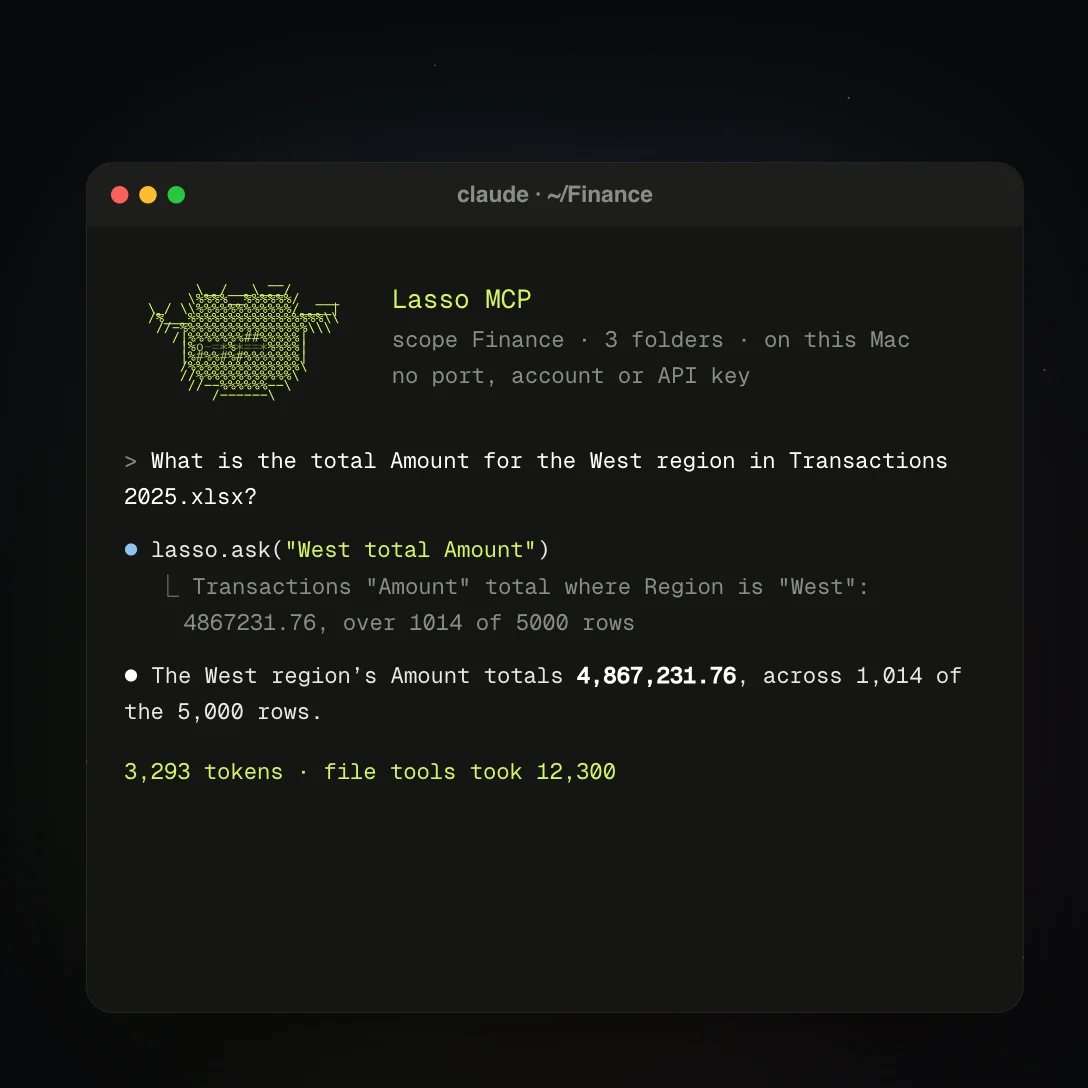 claude · ~/Finance
Lasso MCP
scope Finance · 3 folders · on this Mac
no port, account or API key
> What is the total Amount for the West region in Transactions
2025.xlsx?
● lasso.ask("West total Amount")
⎿ Transactions "Amount" total where Region is "West":
4867231.76, over 1014 of 5000 rows
● The West region’s Amount totals 4,867,231.76, across 1,014 of
the 5,000 rows.
3,293 tokens · file tools took 12,300